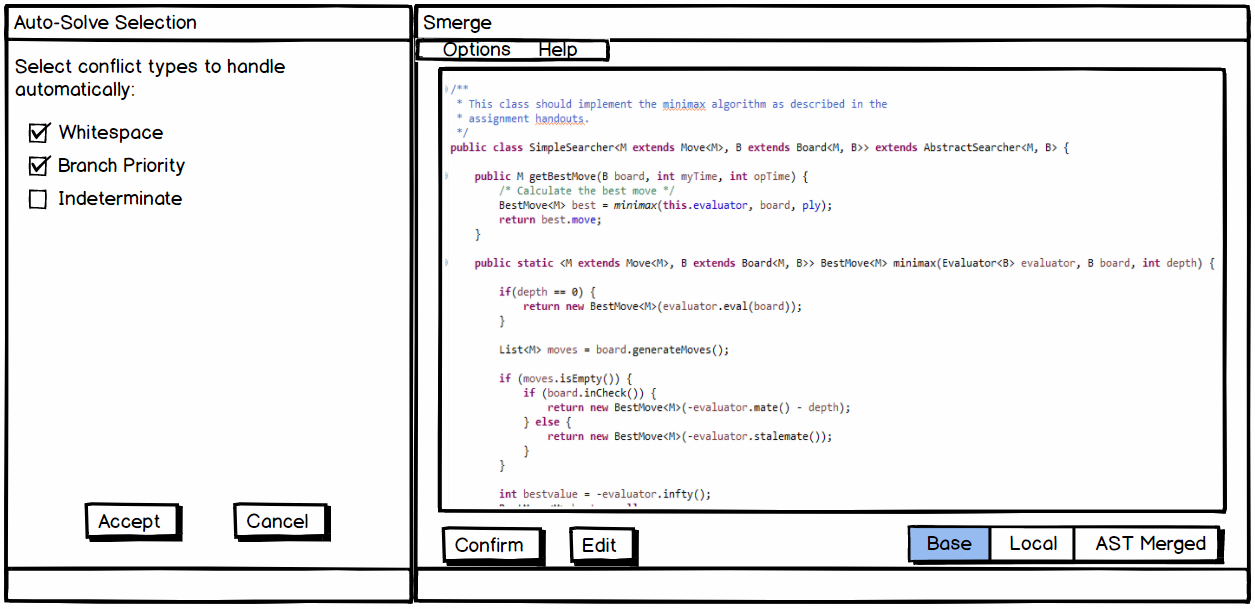 Auto-Solve Selection
Select conflict types to handle
automatically:
Whitespace
Branch Priority
Indeterminate
Accept
Cancel
Smerge
Options Help
/**
* This class should implement the minimax algorithm as described in the
* assignment handouts.
*/
public class SimpleSearcher<M extends Move<M>, B extends Board<M, B>> extends AbstractSearcher<M, B> {
public M getBestMove(B board, int myTime, int opTime) {
/* Calculate the best move */
BestMove<M> best = minimax(this.evaluator, board, ply);
return best.move;
}
public static <M extends Move<M>, B extends Board<M, B>> BestMove<M> minimax(Evaluator<B> evaluator, B board, int depth) {
if(depth == 0) {
return new BestMove<M>(evaluator.eval(board));
}
List<M> moves = board.generateMoves();
if (moves.isEmpty()) {
if (board.inCheck()) {
return new BestMove<M>(-evaluator.mate() - depth);
} else {
return new BestMove<M>(-evaluator.stalemate());
}
}
int bestvalue = -evaluator.infty();
Confirm
Edit
Base
Local
AST Merged